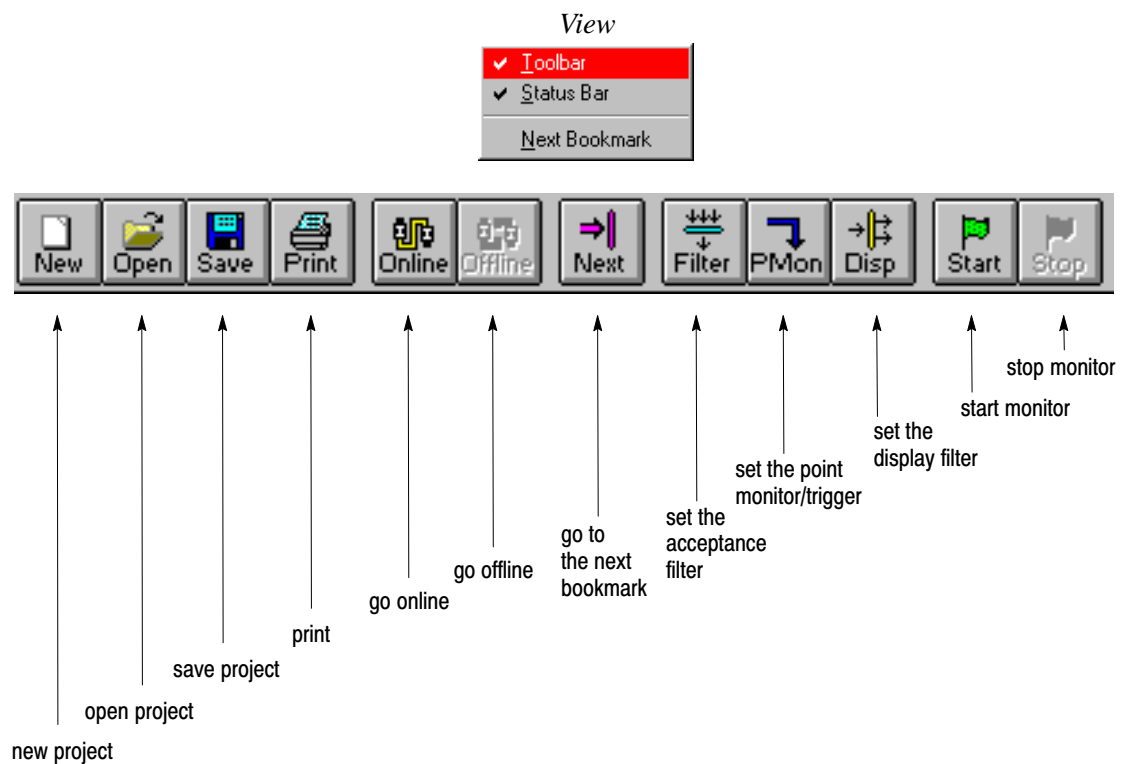 View
Toolbar
Status Bar
Next Bookmark
New Open Save Print Online Offline Next Filter PMon Disp Start Stop
stop monitor
start monitor
set the
display filter
set the point
monitor/trigger
set the
acceptance
filter
go to
the next
bookmark
go offline
go online
print
save project
open project
new project